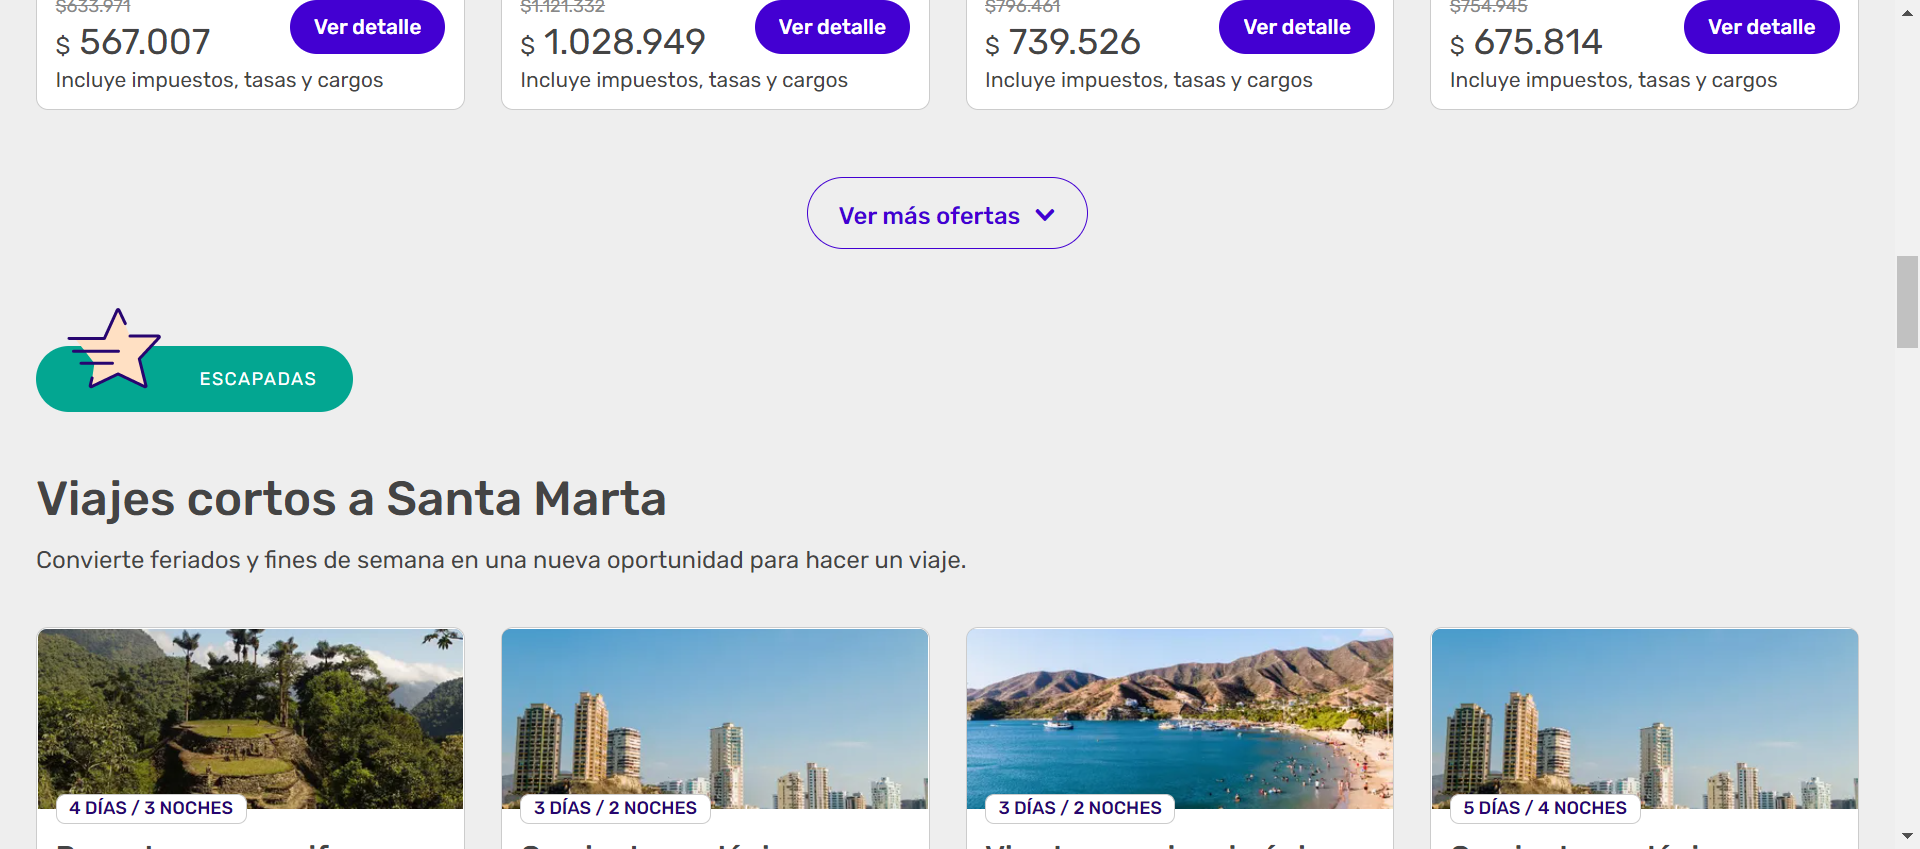 $633.971
$ 567.007
Ver detalle
Incluye impuestos, tasas y cargos
$1.121.332
$ 1.028.949
Ver detalle
Incluye impuestos, tasas y cargos
$796.461
$ 739.526
Ver detalle
Incluye impuestos, tasas y cargos
$754.945
$ 675.814
Ver detalle
Incluye impuestos, tasas y cargos
Ver más ofertas
ESCAPADAS
Viajes cortos a Santa Marta
Convierte feriados y fines de semana en una nueva oportunidad para hacer un viaje.
4 DÍAS / 3 NOCHES
3 DÍAS / 2 NOCHES
3 DÍAS / 2 NOCHES
5 DÍAS / 4 NOCHES